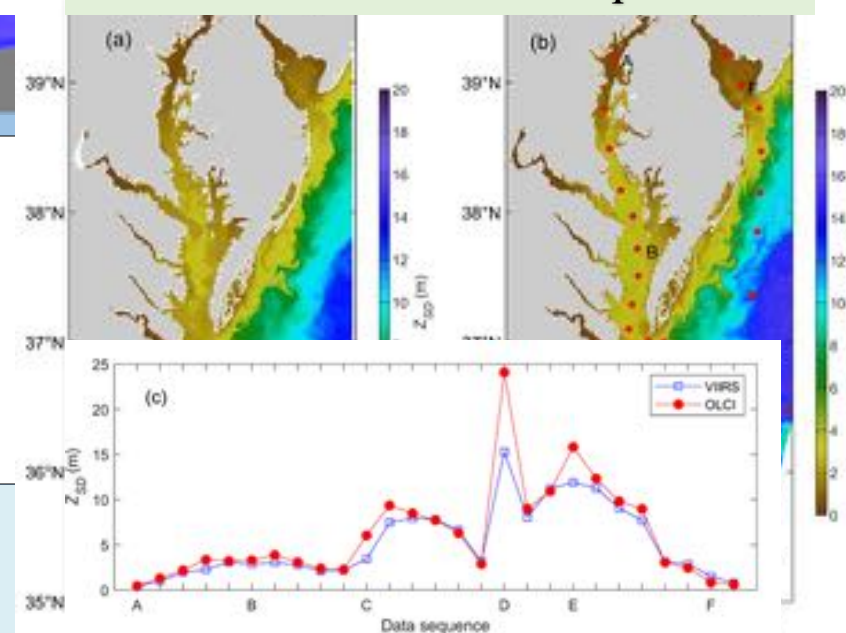 (a)
39°N
38°N
37°N
36°N
35°N
20
18
16
14
12
10
Z_SD (m)
(b)
A
F
B
39°N
38°N
20
18
16
14
12
10
8
6
4
2
0
(c)
VIIRS
OLCI
25
20
15
10
5
0
Z_SD (m)
A B C D E F
Data sequence